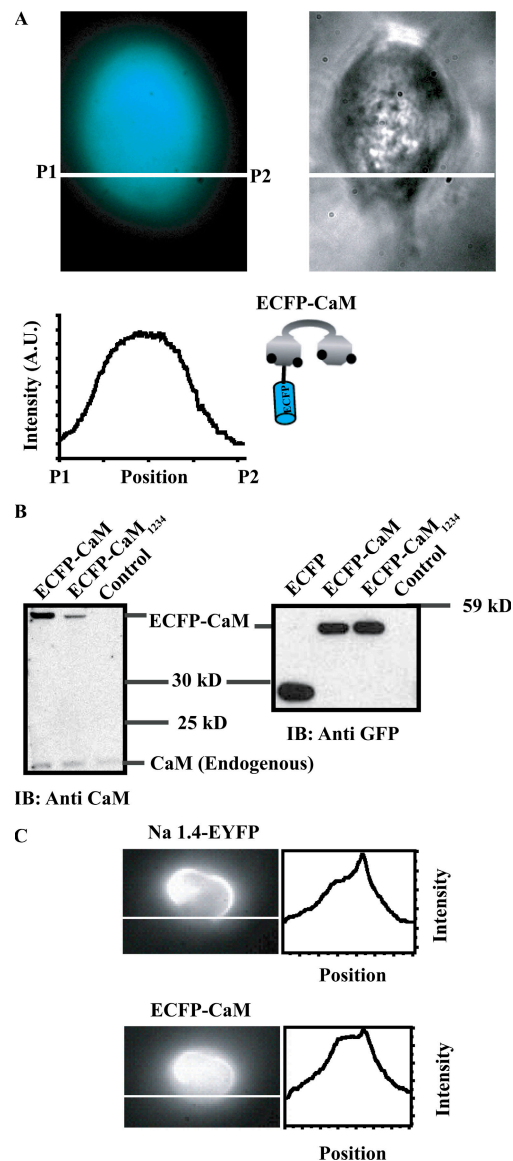 A
P1
P2
ECFP-CaM
Intensity (A.U.)
ECFP
P1 Position P2
B
ECFP-CaM
ECFP-CaM1234
Control
ECFP
ECFP-CaM
ECFP-CaM1234
Control
59 kD
ECFP-CaM
30 kD
25 kD
IB: Anti GFP
CaM (Endogenous)
IB: Anti CaM
C
Na 1.4-EYFP
Intensity
Position
ECFP-CaM
Intensity
Position